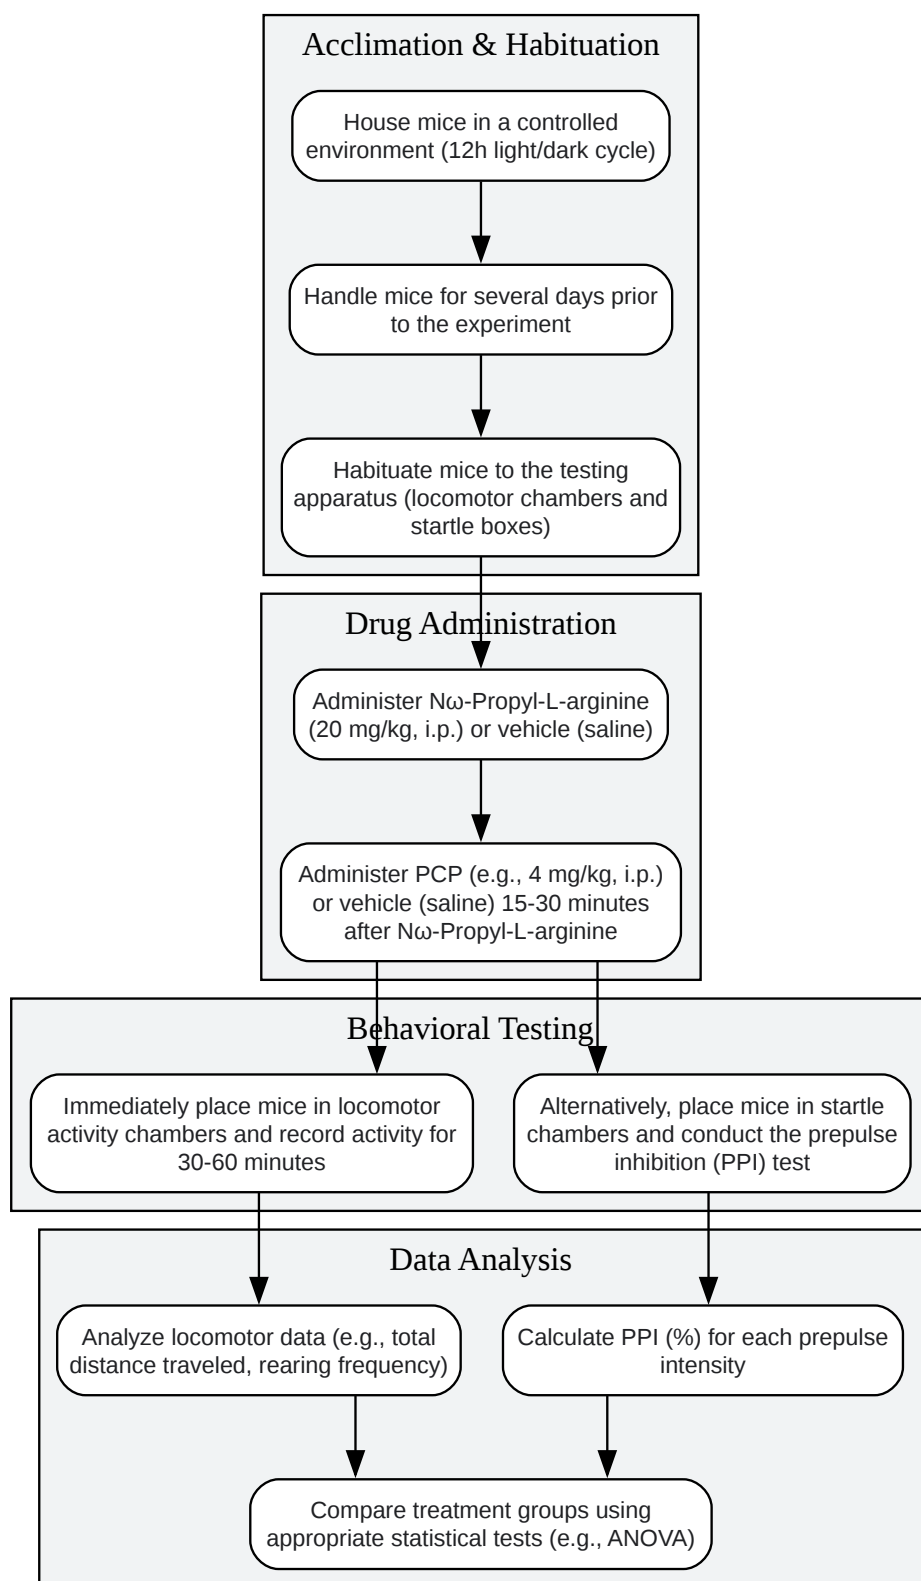 Acclimation & Habituation
House mice in a controlled
environment (12h light/dark cycle)
Handle mice for several days prior
to the experiment
Habituate mice to the testing
apparatus (locomotor chambers and
startle boxes)
Drug Administration
Administer Nω-Propyl-L-arginine
(20 mg/kg, i.p.) or vehicle (saline)
Administer PCP (e.g., 4 mg/kg, i.p.)
or vehicle (saline) 15-30 minutes
after Nω-Propyl-L-arginine
Behavioral Testing
Immediately place mice in locomotor
activity chambers and record activity for
30-60 minutes
Alternatively, place mice in startle
chambers and conduct the prepulse
inhibition (PPI) test
Data Analysis
Analyze locomotor data (e.g., total
distance traveled, rearing frequency)
Calculate PPI (%) for each prepulse
intensity
Compare treatment groups using
appropriate statistical tests (e.g., ANOVA)